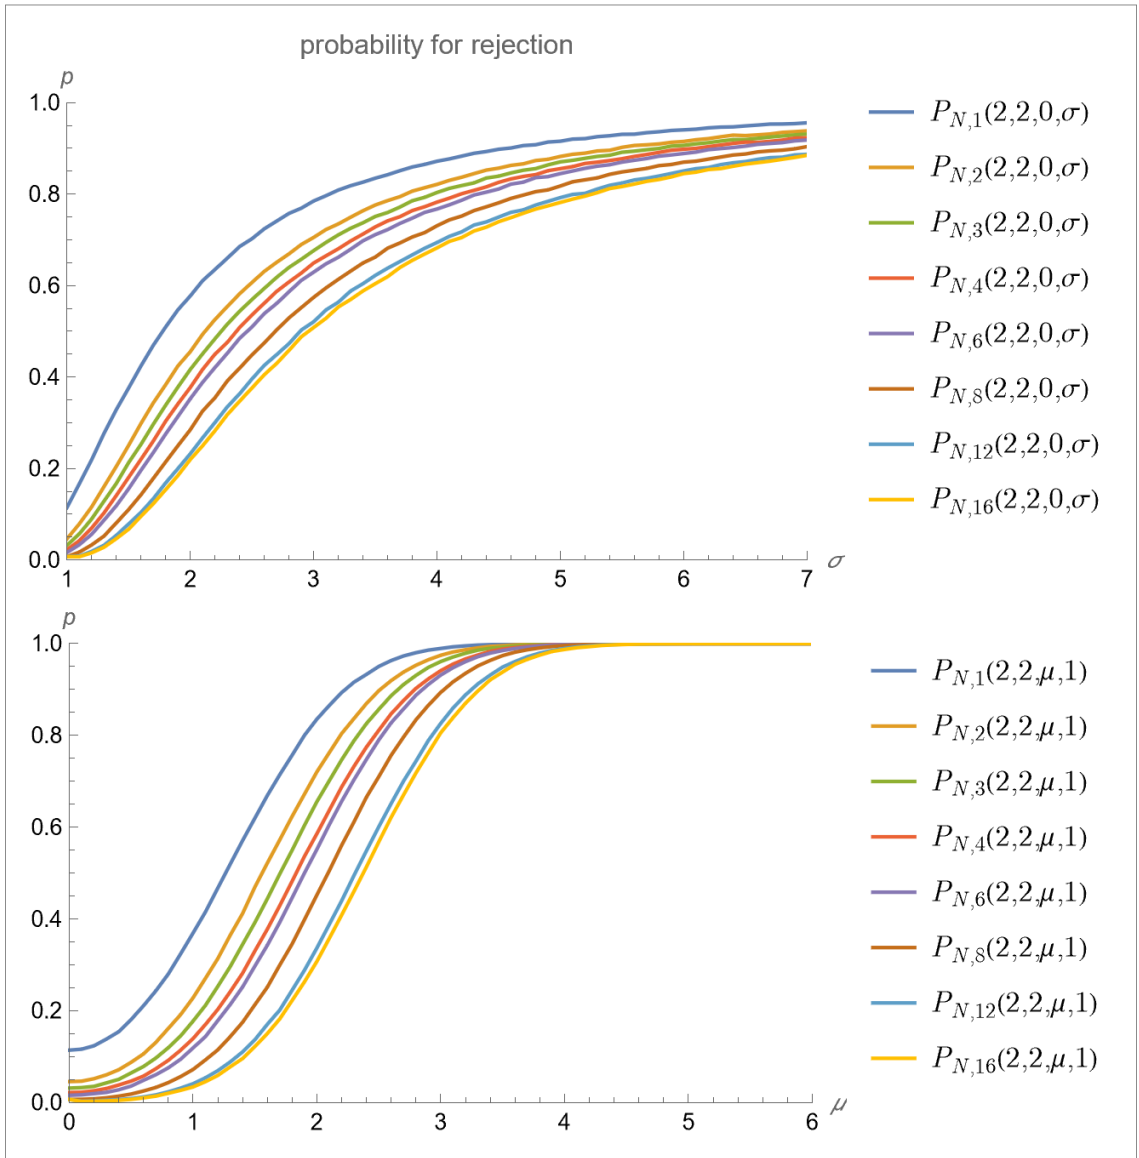 probability for rejection
p
1.0
0.8
0.6
0.4
0.2
0.0
1 2 3 4 5 6 7 σ
P_{N,1}(2,2,0,σ)
P_{N,2}(2,2,0,σ)
P_{N,3}(2,2,0,σ)
P_{N,4}(2,2,0,σ)
P_{N,6}(2,2,0,σ)
P_{N,8}(2,2,0,σ)
P_{N,12}(2,2,0,σ)
P_{N,16}(2,2,0,σ)
p
1.0
0.8
0.6
0.4
0.2
0.0
0 1 2 3 4 5 6 μ
P_{N,1}(2,2,μ,1)
P_{N,2}(2,2,μ,1)
P_{N,3}(2,2,μ,1)
P_{N,4}(2,2,μ,1)
P_{N,6}(2,2,μ,1)
P_{N,8}(2,2,μ,1)
P_{N,12}(2,2,μ,1)
P_{N,16}(2,2,μ,1)